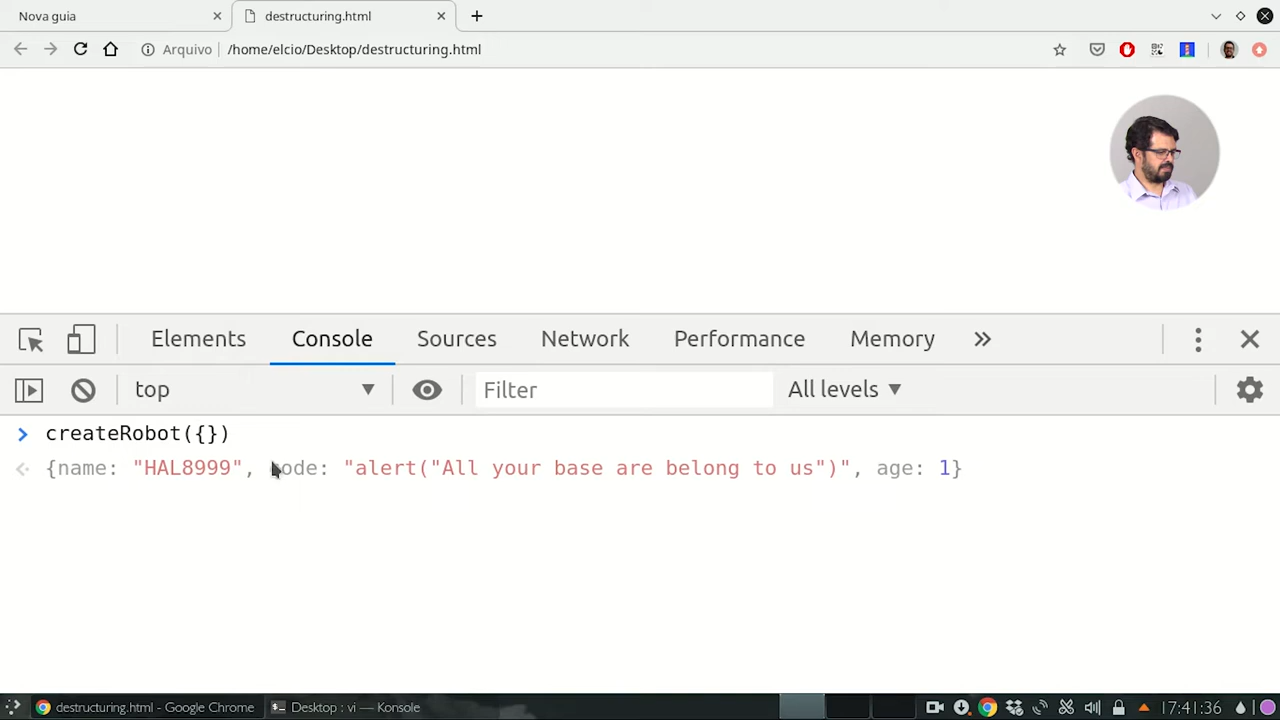 Nova guia
destructuring.html
Arquivo
/home/elcio/Desktop/destructuring.html
Elements
Console
Sources
Network
Performance
Memory
top
Filter
All levels
createRobot({})
{name: "HAL8999", code: "alert("All your base are belong to us")", age: 1}
destructuring.html - Google Chrome
Desktop : vi — Konsole
17:41:36